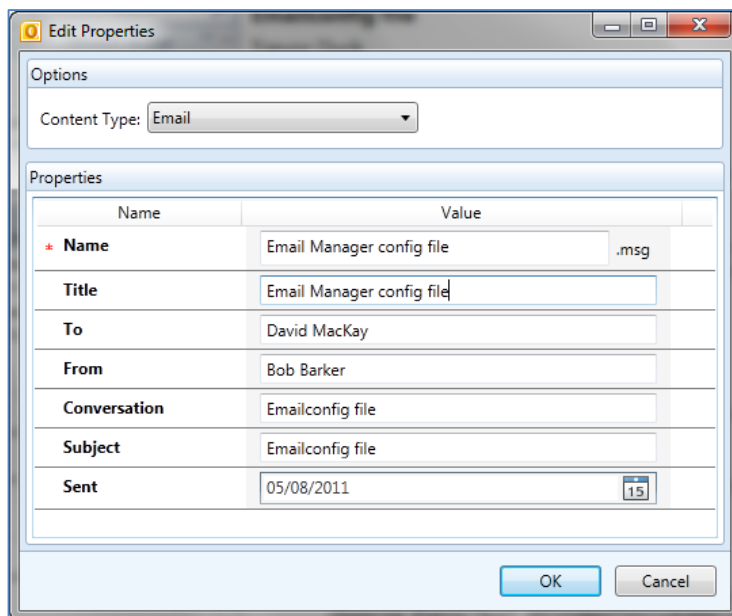 Edit Properties
Options
Content Type: Email
Properties
Name Value
* Name Email Manager config file .msg
Title Email Manager config file
To David MacKay
From Bob Barker
Conversation Emailconfig file
Subject Emailconfig file
Sent 05/08/2011 15
OK Cancel